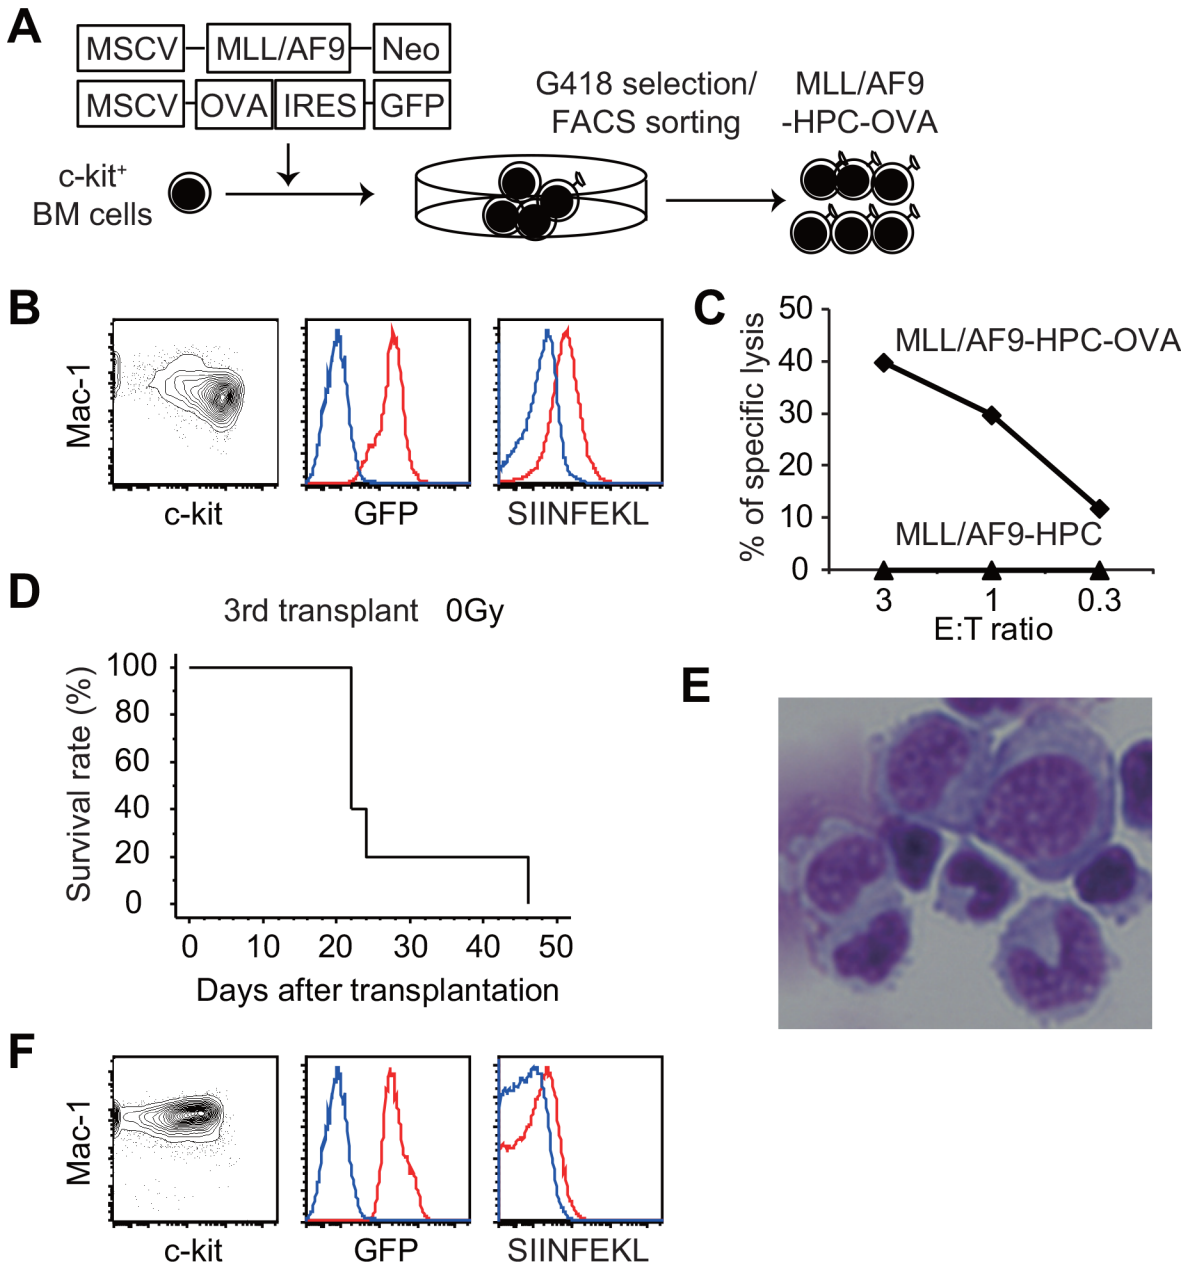 A
MSCV MLL/AF9 Neo
MSCV OVA IRES GFP
c-kit+
BM cells
G418 selection/
FACS sorting
MLL/AF9
-HPC-OVA
B
Mac-1
c-kit
GFP
SIINFEKL
C
% of specific lysis
50
40
30
20
10
0
MLL/AF9-HPC-OVA
MLL/AF9-HPC
3 1 0.3
E:T ratio
D
3rd transplant 0Gy
Survival rate (%)
100
80
60
40
20
0
0 10 20 30 40 50
Days after transplantation
E
F
Mac-1
c-kit
GFP
SIINFEKL